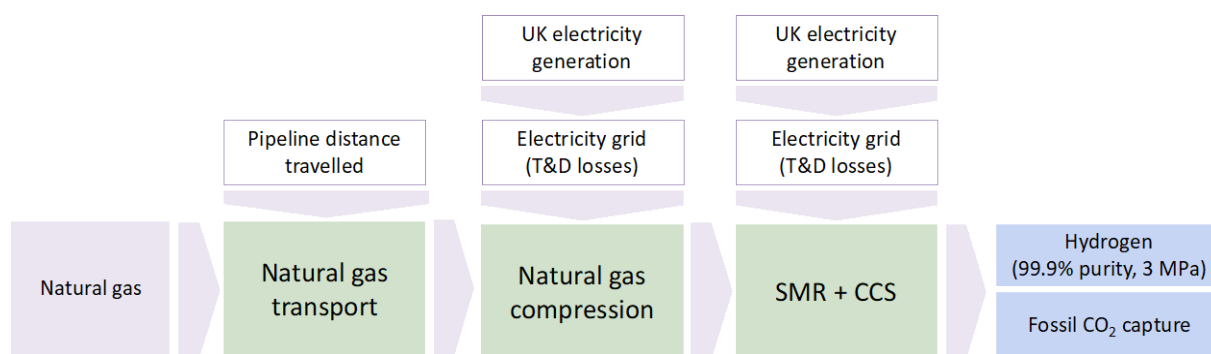 UK electricity
generation
UK electricity
generation
Pipeline distance
travelled
Electricity grid
(T&D losses)
Electricity grid
(T&D losses)
Natural gas
Natural gas
transport
Natural gas
compression
SMR + CCS
Hydrogen
(99.9% purity, 3 MPa)
Fossil CO₂ capture